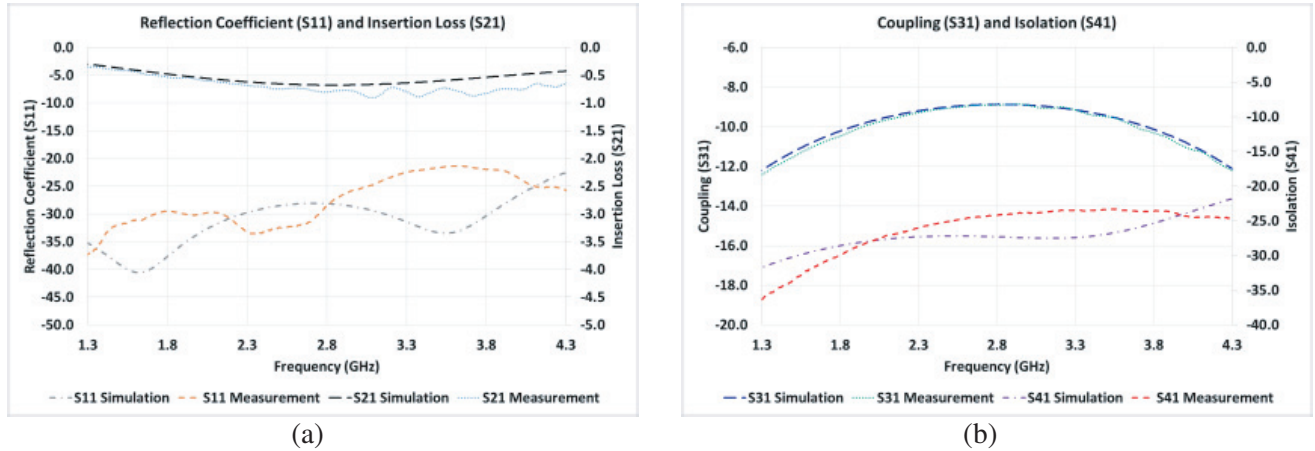 Reflection Coefficient (S11) and Insertion Loss (S21)
0.0
-5.0
-10.0
-15.0
-20.0
-25.0
-30.0
-35.0
-40.0
-45.0
-50.0
Reflection Coefficient (S11)
0.0
-0.5
-1.0
-1.5
-2.0
-2.5
-3.0
-3.5
-4.0
-4.5
-5.0
Insertion Loss (S21)
1.3 1.8 2.3 2.8 3.3 3.8 4.3
Frequency (GHz)
S11 Simulation S11 Measurement S21 Simulation S21 Measurement
(a)
Coupling (S31) and Isolation (S41)
-6.0
-8.0
-10.0
-12.0
-14.0
-16.0
-18.0
-20.0
Coupling (S31)
0.0
-5.0
-10.0
-15.0
-20.0
-25.0
-30.0
-35.0
-40.0
Isolation (S41)
1.3 1.8 2.3 2.8 3.3 3.8 4.3
Frequency (GHz)
S31 Simulation S31 Measurement S41 Simulation S41 Measurement
(b)